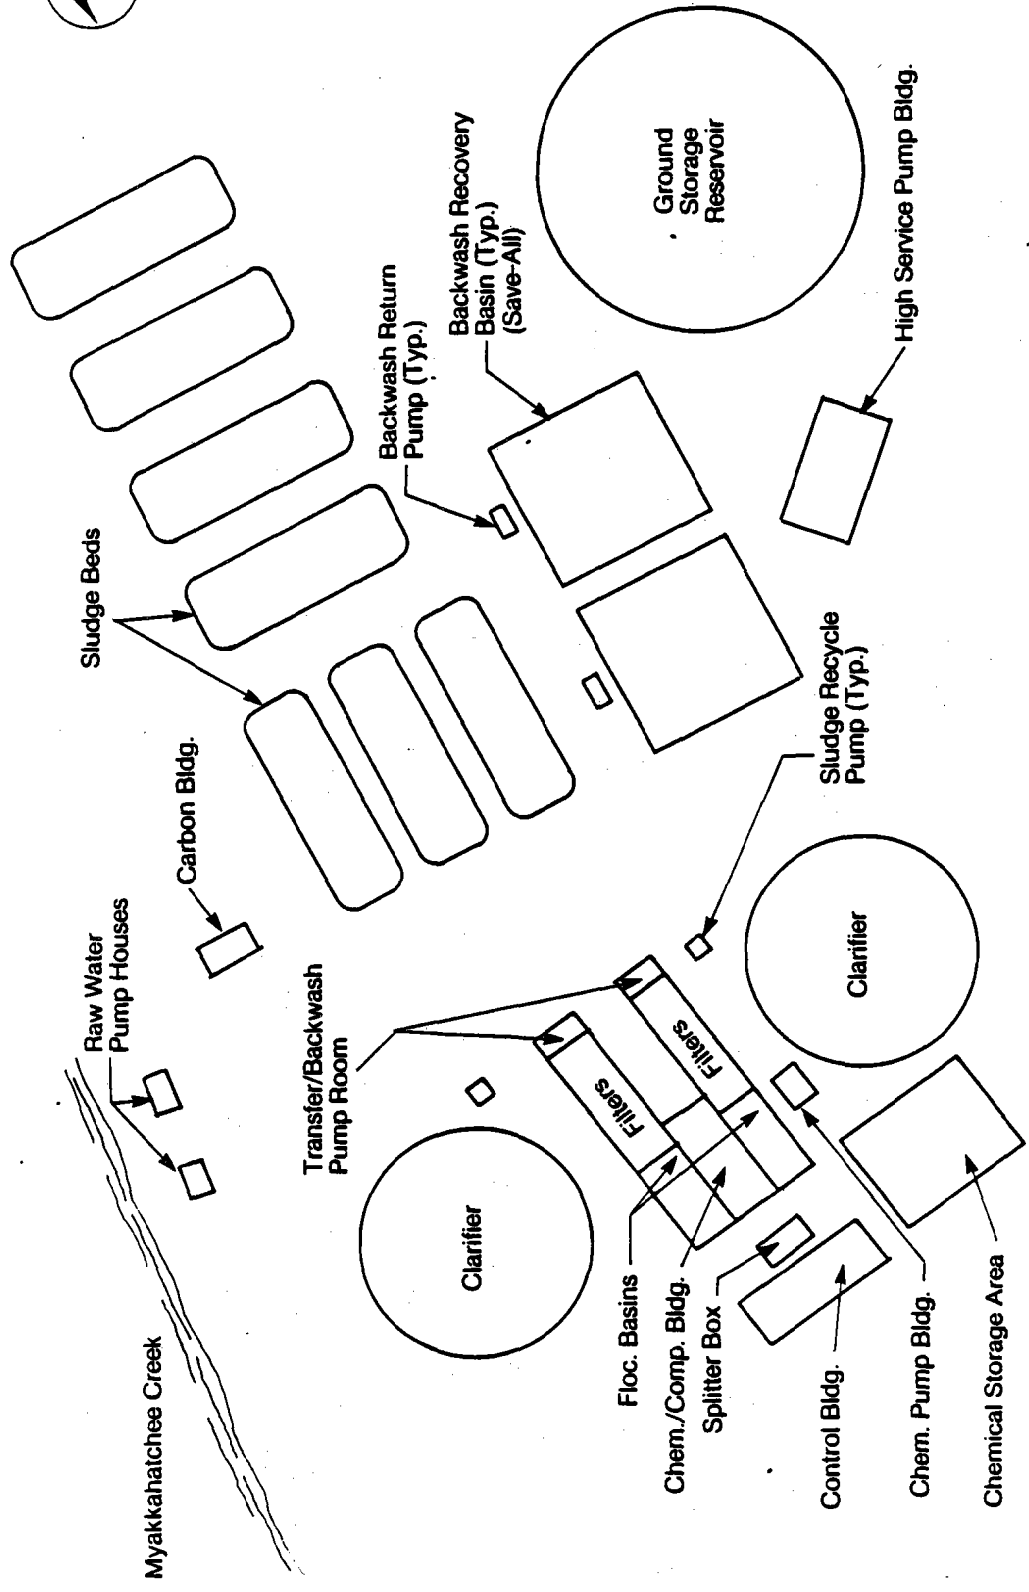 Myakkahatchee Creek
Raw Water
Pump Houses
Carbon Bldg.
Sludge Beds
Transfer/Backwash
Pump Room
Backwash Return
Pump (Typ.)
Backwash Recovery
Basin (Typ.)
(Save-All)
Ground
Storage
Reservoir
Clarifier
Filters
Filters
Floc. Basins
Chem./Comp. Bldg.
Splitter Box
Control Bldg.
Chem. Pump Bldg.
Chemical Storage Area
Clarifier
Sludge Recycle
Pump (Typ.)
High Service Pump Bldg.